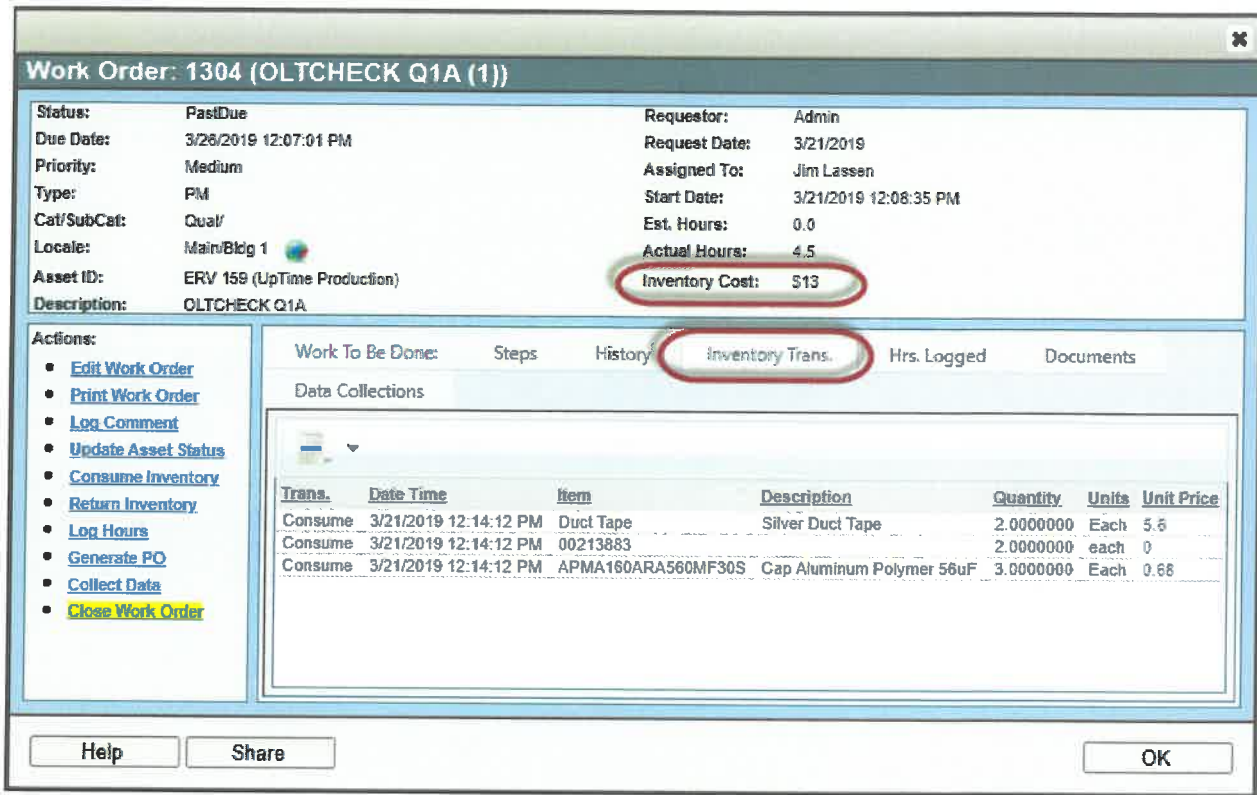 Work Order: 1304 (OLTCHECK Q1A (1))
Status: PastDue
Due Date: 3/26/2019 12:07:01 PM
Priority: Medium
Type: PM
Cat/SubCat: Qual/
Locale: Main/Bldg 1
Asset ID: ERV 159 (UpTime Production)
Description: OLTCHECK Q1A
Requestor: Admin
Request Date: 3/21/2019
Assigned To: Jim Lassen
Start Date: 3/21/2019 12:08:35 PM
Est. Hours: 0.0
Actual Hours: 4.5
Inventory Cost: $13
Actions:
Edit Work Order
Print Work Order
Log Comment
Update Asset Status
Consume Inventory
Return Inventory
Log Hours
Generate PO
Collect Data
Close Work Order
Work To Be Done: Steps History Inventory Trans. Hrs. Logged Documents
Data Collections
Trans. Date Time Item Description Quantity Units Unit Price
Consume 3/21/2019 12:14:12 PM Duct Tape Silver Duct Tape 2.0000000 Each 5.6
Consume 3/21/2019 12:14:12 PM 00213883 2.0000000 each 0
Consume 3/21/2019 12:14:12 PM APMA160ARA560MF30S Cap Aluminum Polymer 56uF 3.0000000 Each 0.68
Help Share OK